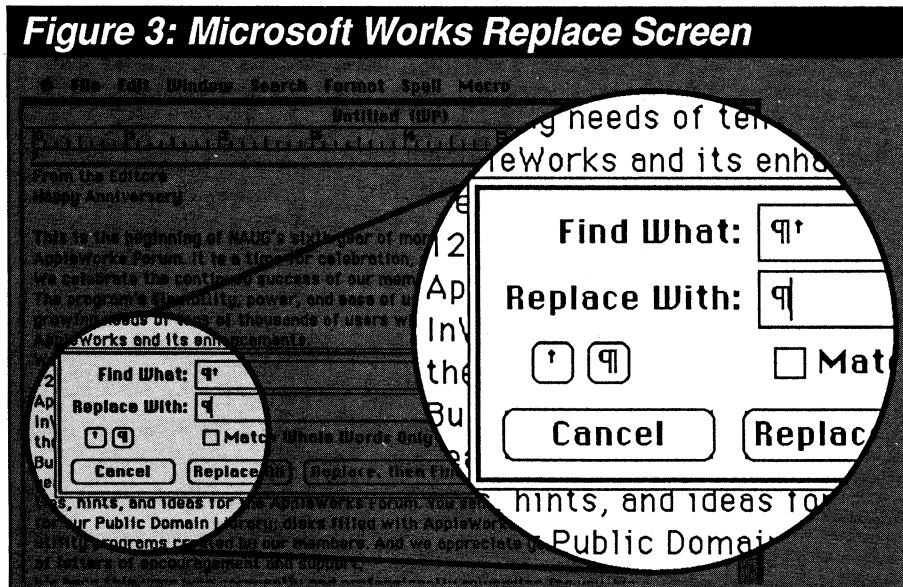 Figure 3: Microsoft Works Replace Screen
File Edit Window Search Format Spell Macro
Untitled (WP)
From the Editors
Happy Anniversary
This is the beginning of NAUG's sixth year of
AppleWorks Forum. It is a time for celebration,
We celebrate the continued success of our
The program's flexibility, power, and ease of
growing needs of tens of thousands of users
AppleWorks and its enhancements.
Find What: ¶
Replace With: ¶
¶
Match Whole Words Only
Cancel
Replace All
Replace, then Find
hints, and ideas for the AppleWorks Forum. You
for our Public Domain Library; disks filled with
utility programs created by our members. And we appreciate
of letters of encouragement and support.
needs of
and its
Find What: ¶
Replace With: ¶
¶
Mat
Cancel
Replac
hints, and ideas for
Public Domai